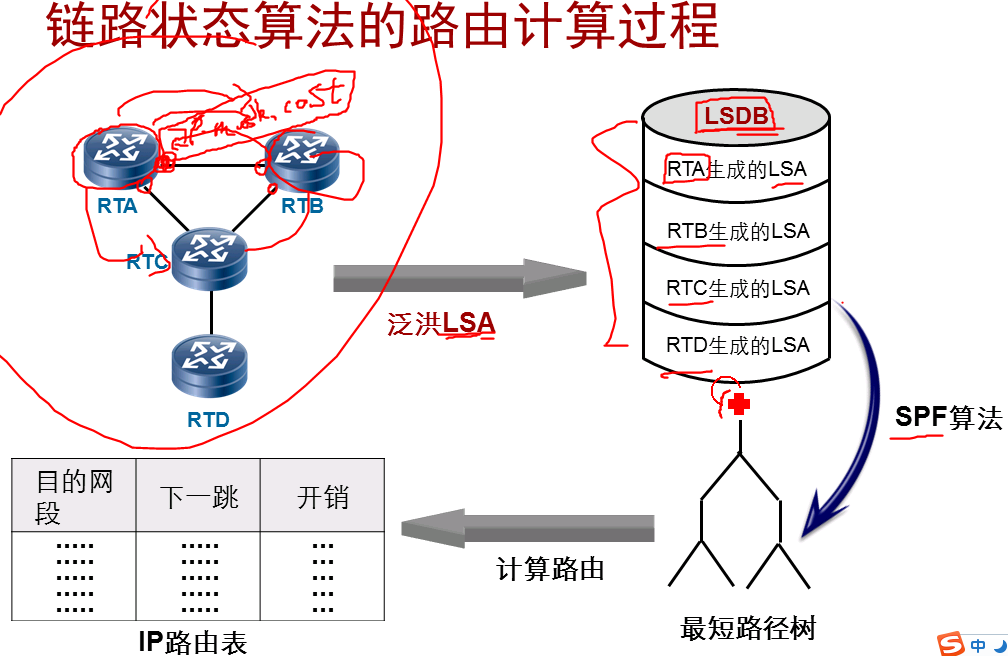 链路状态算法的路由计算过程
mask, cost
RTA
RTB
RTC
RTD
泛洪LSA
LSDB
RTA生成的LSA
RTB生成的LSA
RTC生成的LSA
RTD生成的LSA
SPF算法
最短路径树
计算路由
目的网
段
下一跳
开销
IP路由表
中